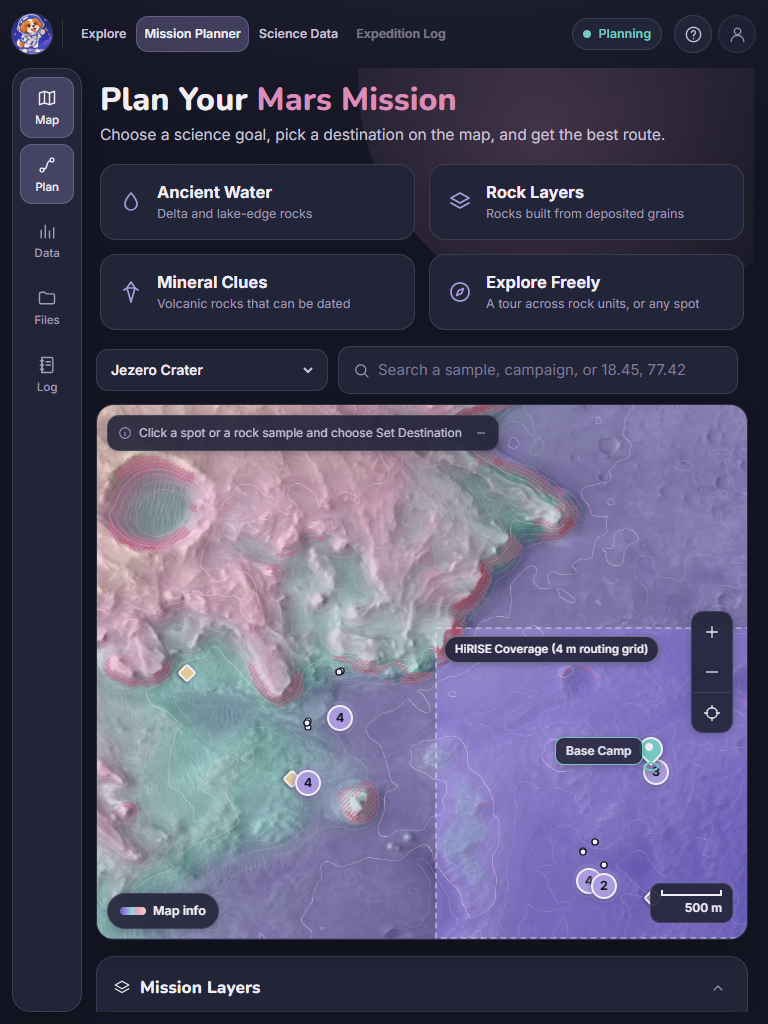 Explore
Mission Planner
Science Data
Expedition Log
Planning
Map
Plan
Data
Files
Log
Plan Your Mars Mission
Choose a science goal, pick a destination on the map, and get the best route.
Ancient Water
Delta and lake-edge rocks
Rock Layers
Rocks built from deposited grains
Mineral Clues
Volcanic rocks that can be dated
Explore Freely
A tour across rock units, or any spot
Jezero Crater
Search a sample, campaign, or 18.45, 77.42
Click a spot or a rock sample and choose Set Destination
HiRISE Coverage (4 m routing grid)
4
Base Camp
3
4
4
2
500 m
Map info
Mission Layers